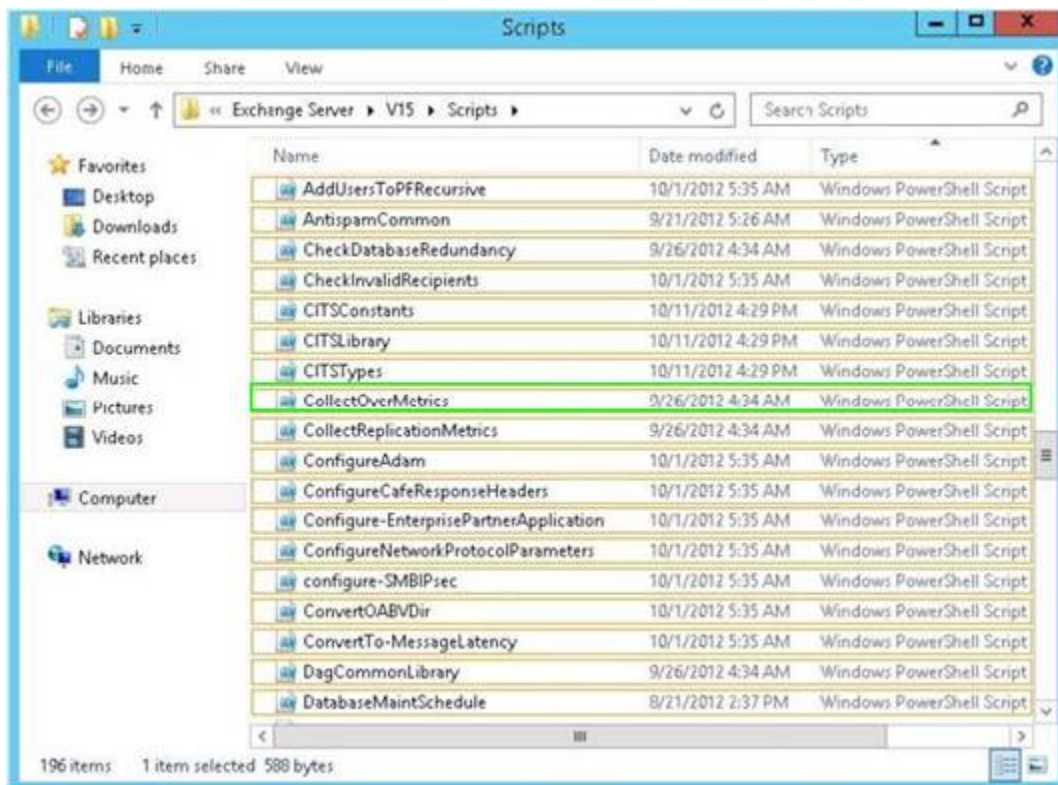 Scripts
File Home Share View
« Exchange Server ▸ V15 ▸ Scripts ▸ Search Scripts
Name Date modified Type
Favorites
Desktop
Downloads
Recent places
Libraries
Documents
Music
Pictures
Videos
Computer
Network
AddUsersToPFRecursive 10/1/2012 5:35 AM Windows PowerShell Script
AntispamCommon 9/21/2012 5:26 AM Windows PowerShell Script
CheckDatabaseRedundancy 9/26/2012 4:34 AM Windows PowerShell Script
CheckInvalidRecipients 10/1/2012 5:35 AM Windows PowerShell Script
CITSConstants 10/11/2012 4:29 PM Windows PowerShell Script
CITSLibrary 10/11/2012 4:29 PM Windows PowerShell Script
CITSTypes 10/11/2012 4:29 PM Windows PowerShell Script
CollectOverMetrics 9/26/2012 4:34 AM Windows PowerShell Script
CollectReplicationMetrics 9/26/2012 4:34 AM Windows PowerShell Script
ConfigureAdam 10/1/2012 5:35 AM Windows PowerShell Script
ConfigureCafeResponseHeaders 10/1/2012 5:35 AM Windows PowerShell Script
Configure-EnterprisePartnerApplication 10/1/2012 5:35 AM Windows PowerShell Script
ConfigureNetworkProtocolParameters 10/1/2012 5:35 AM Windows PowerShell Script
configure-SMBIPsec 10/1/2012 5:35 AM Windows PowerShell Script
ConvertOABVDir 10/1/2012 5:35 AM Windows PowerShell Script
ConvertTo-MessageLatency 10/1/2012 5:35 AM Windows PowerShell Script
DagCommonLibrary 9/26/2012 4:34 AM Windows PowerShell Script
DatabaseMaintSchedule 8/21/2012 2:37 PM Windows PowerShell Script
196 items 1 item selected 588 bytes